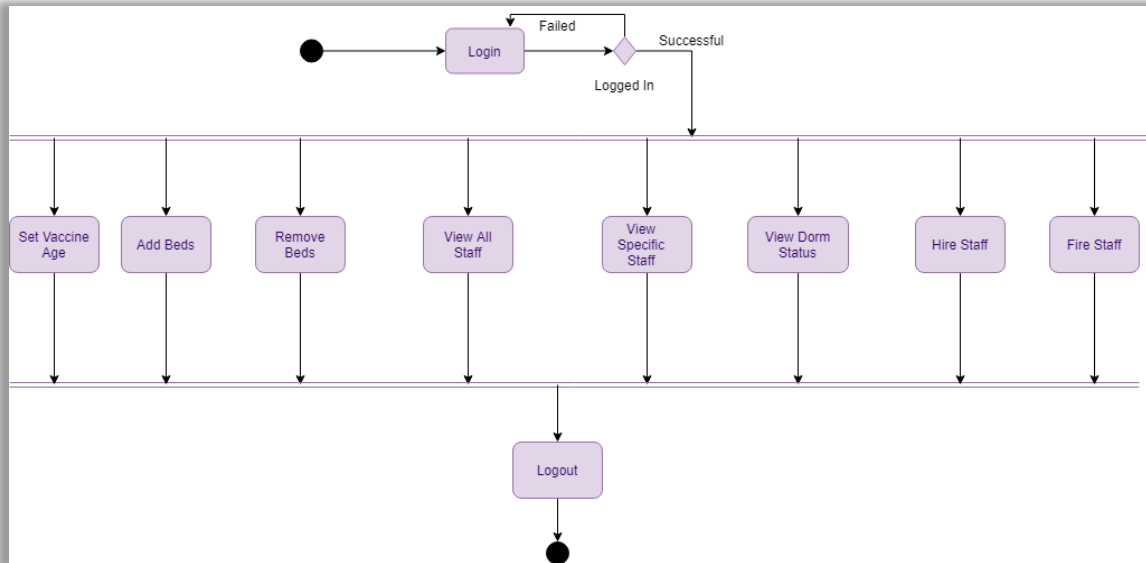 Failed
Login
Successful
Logged In
Set Vaccine
Age
Add Beds
Remove
Beds
View All
Staff
View
Specific
Staff
View Dorm
Status
Hire Staff
Fire Staff
Logout